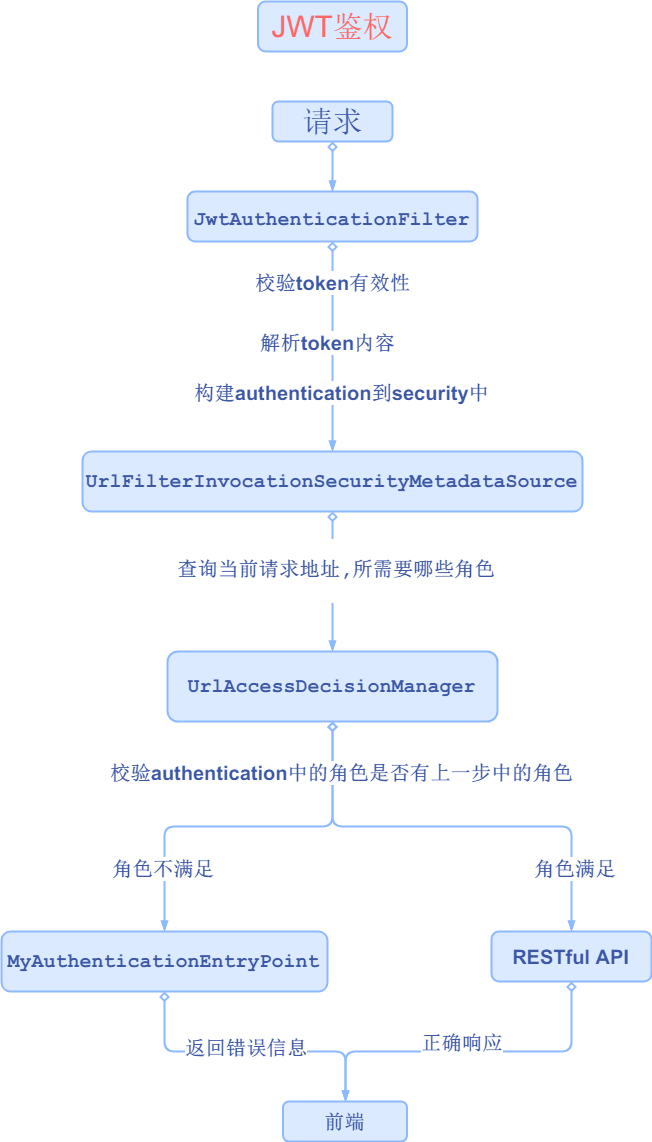 JWT鉴权
请求
JwtAuthenticationFilter
校验token有效性
解析token内容
构建authentication到security中
UrlFilterInvocationSecurityMetadataSource
查询当前请求地址,所需要哪些角色
UrlAccessDecisionManager
校验authentication中的角色是否有上一步中的角色
角色不满足
角色满足
MyAuthenticationEntryPoint
RESTful API
返回错误信息
正确响应
前端